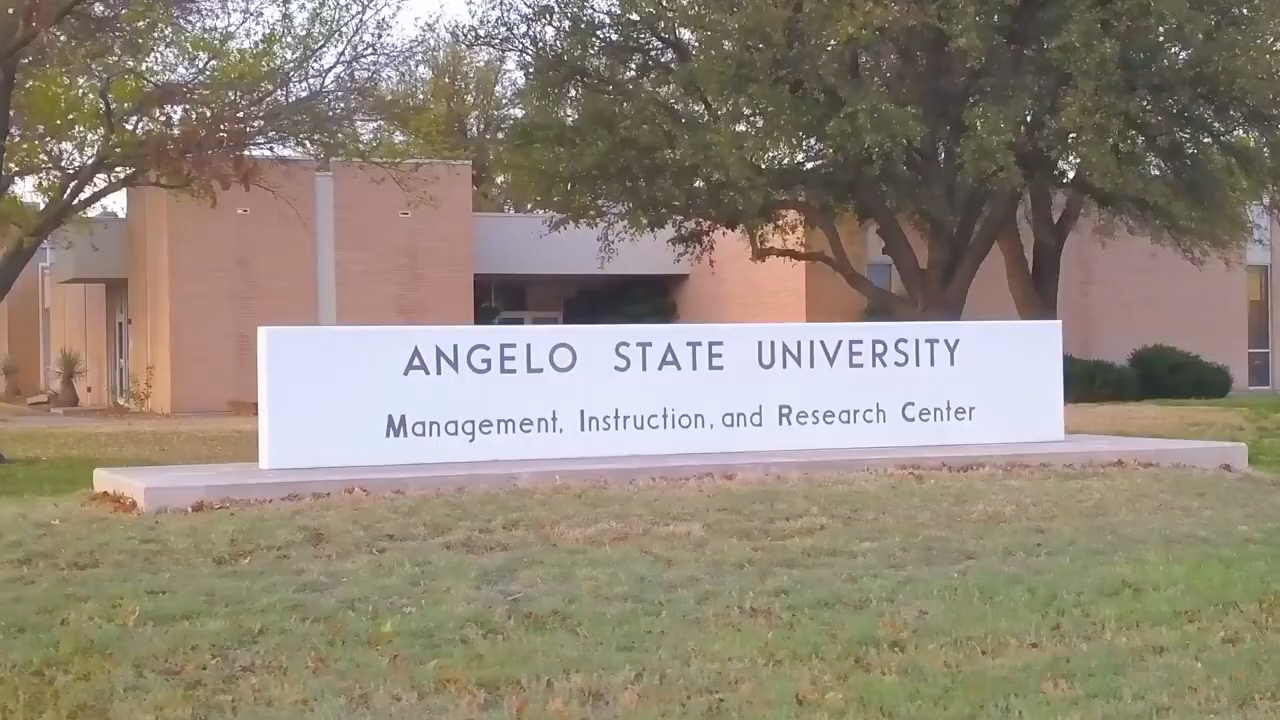 ANGELO STATE UNIVERSITY
Management, Instruction, and Research Center